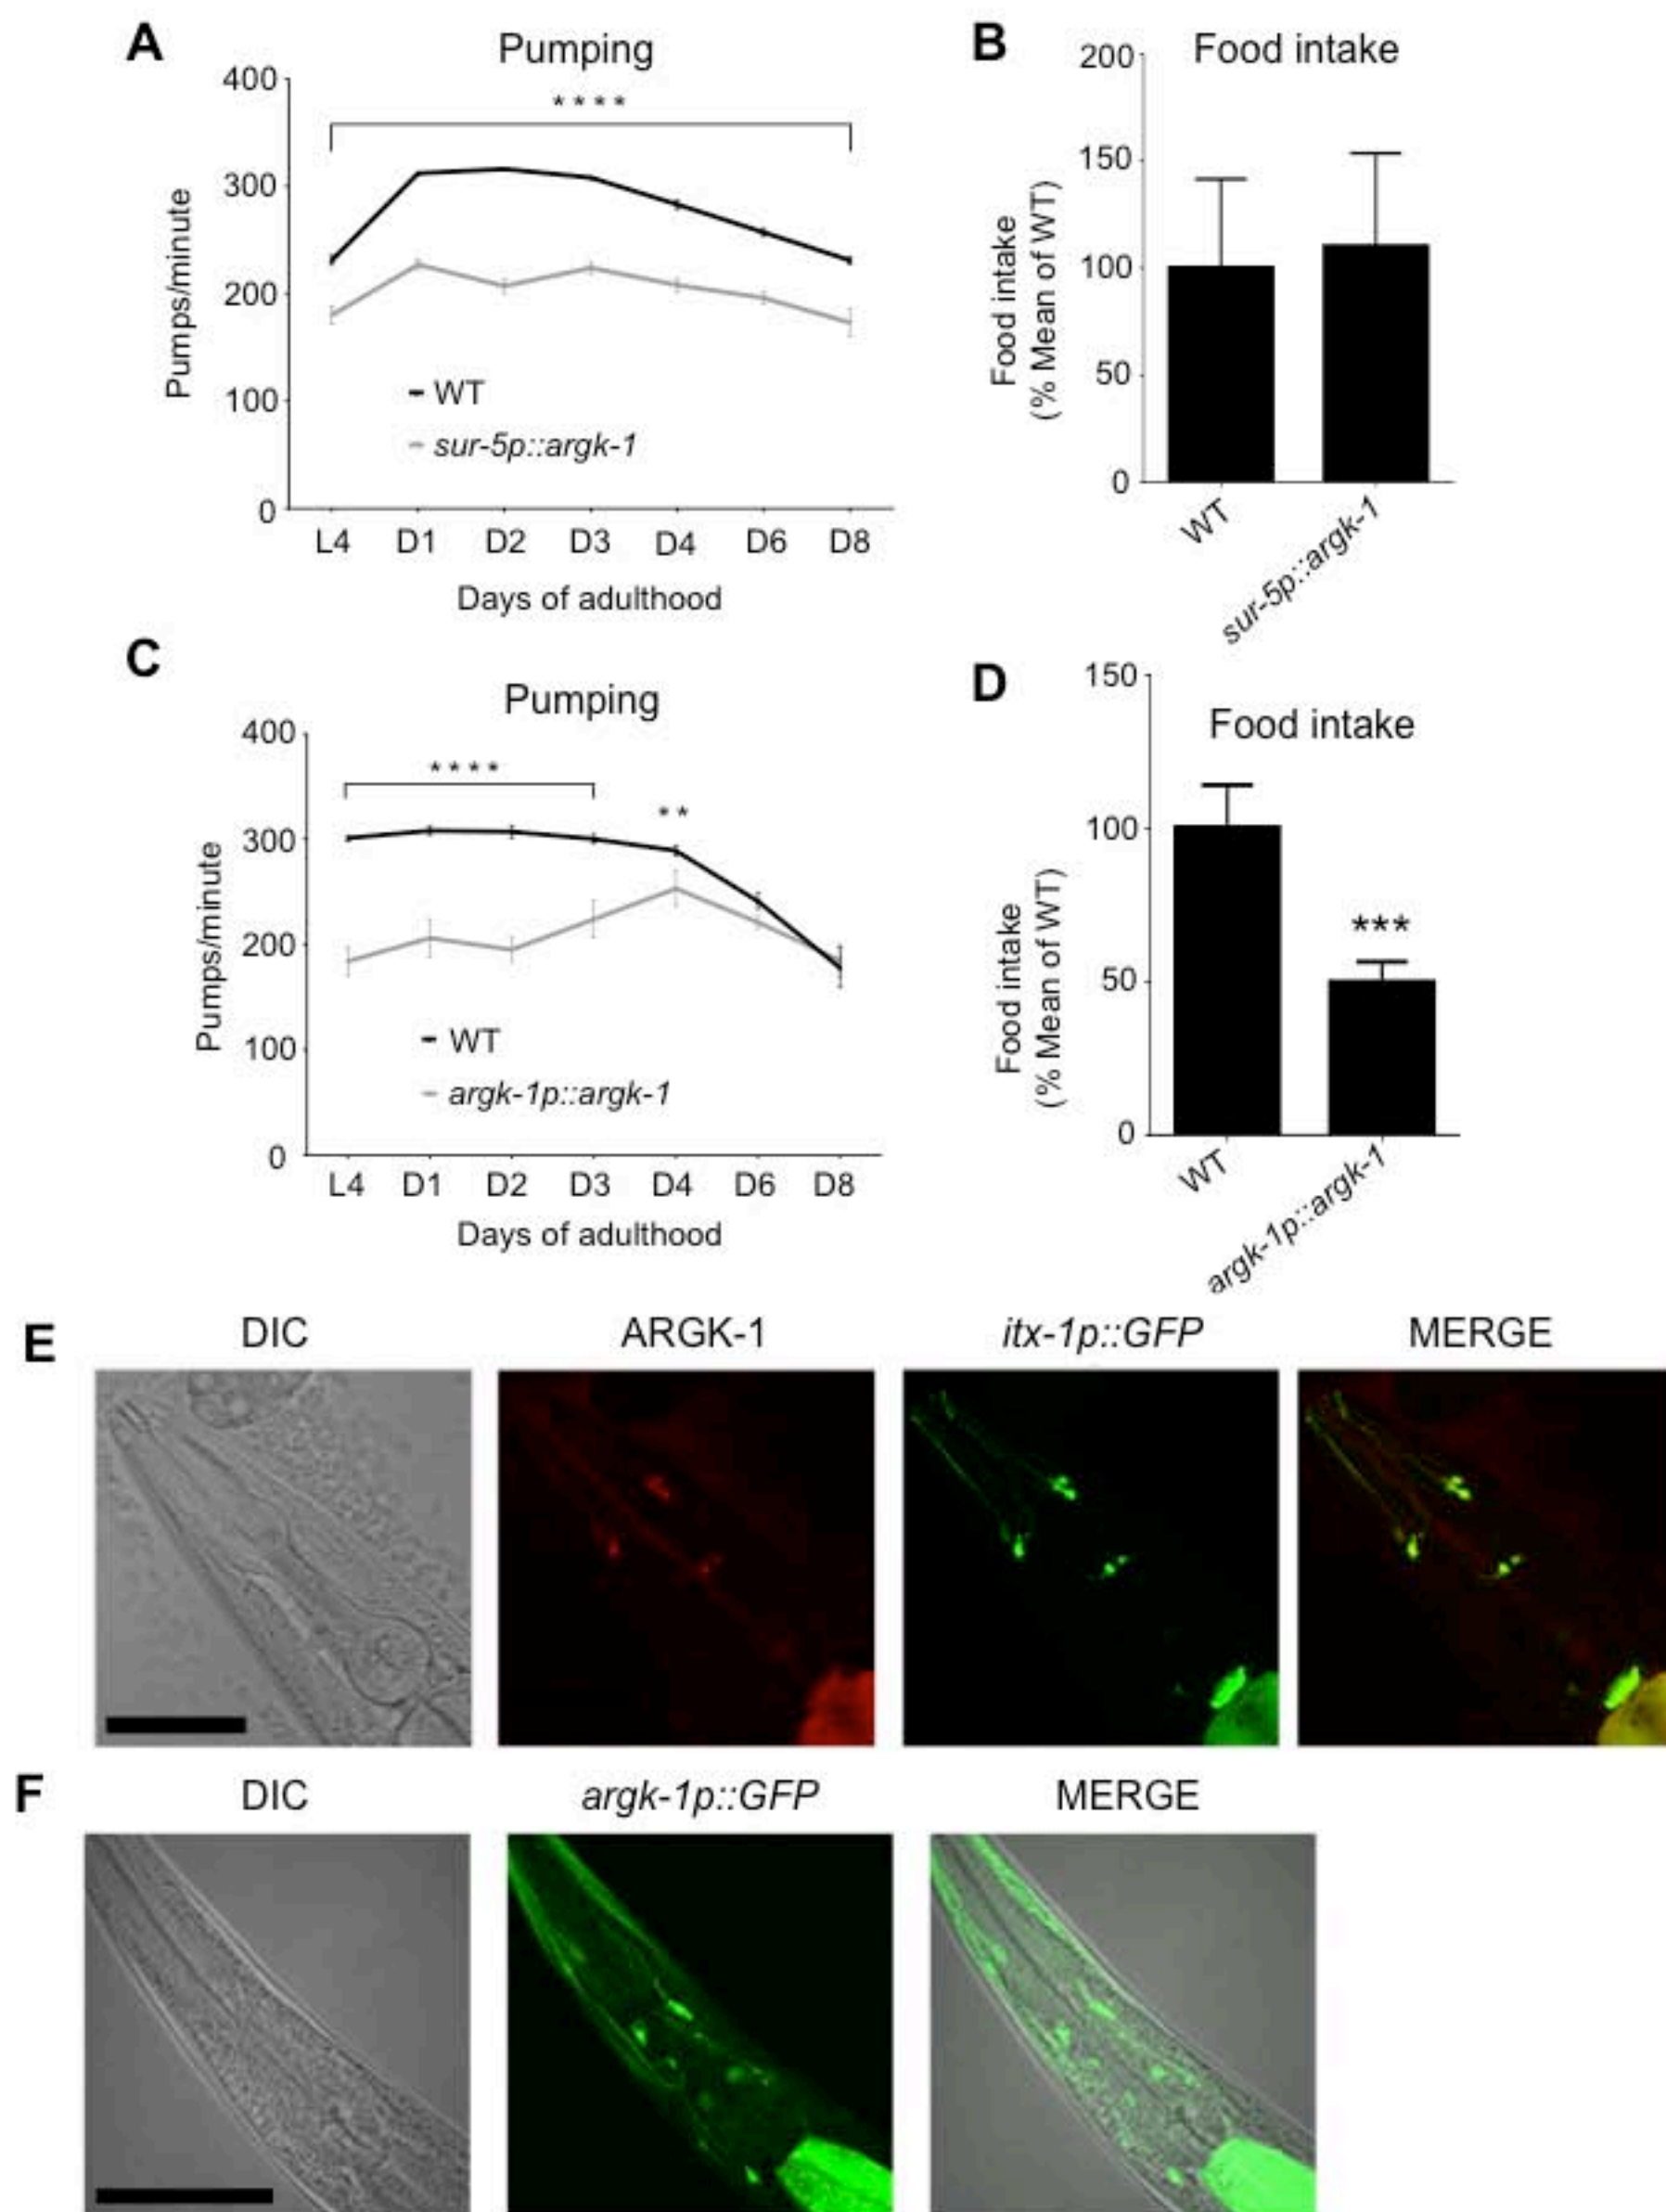 A
Pumping
400
300
200
100
0
Pumps/minute
****
WT
sur-5p::argk-1
L4 D1 D2 D3 D4 D6 D8
Days of adulthood
B
Food intake
200
150
100
50
0
Food intake
(% Mean of WT)
WT
sur-5p::argk-1
C
Pumping
400
300
200
100
0
Pumps/minute
****
**
WT
argk-1p::argk-1
L4 D1 D2 D3 D4 D6 D8
Days of adulthood
D
Food intake
150
100
50
0
Food intake
(% Mean of WT)
***
WT
argk-1p::argk-1
E
DIC ARGK-1 itx-1p::GFP MERGE
F
DIC argk-1p::GFP MERGE